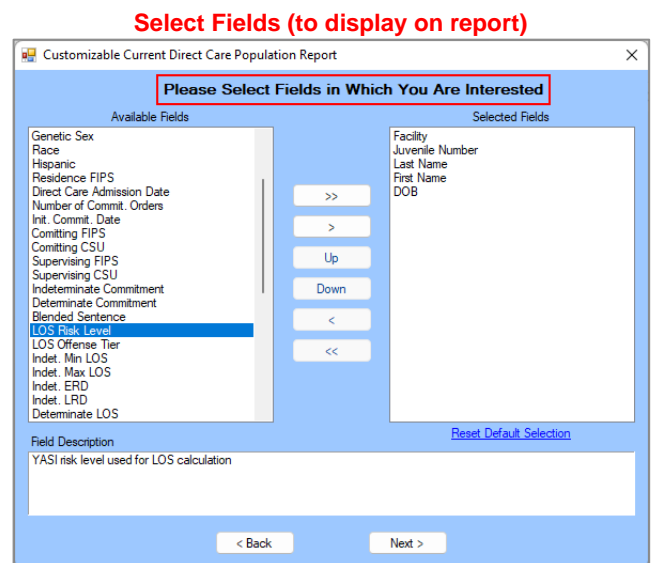 Select Fields (to display on report)
Customizable Current Direct Care Population Report
Please Select Fields in Which You Are Interested
Available Fields
Genetic Sex
Race
Hispanic
Residence FIPS
Direct Care Admission Date
Number of Commit. Orders
Init. Commit. Date
Comitting FIPS
Comitting CSU
Supervising FIPS
Supervising CSU
Indeterminate Commitment
Determinate Commitment
Blended Sentence
LOS Risk Level
LOS Offense Tier
Indet. Min LOS
Indet. Max LOS
Indet. ERD
Indet. LRD
Determinate LOS
>>
>
Up
Down
<
<<
Selected Fields
Facility
Juvenile Number
Last Name
First Name
DOB
Reset Default Selection
Field Description
YASI risk level used for LOS calculation
< Back
Next >